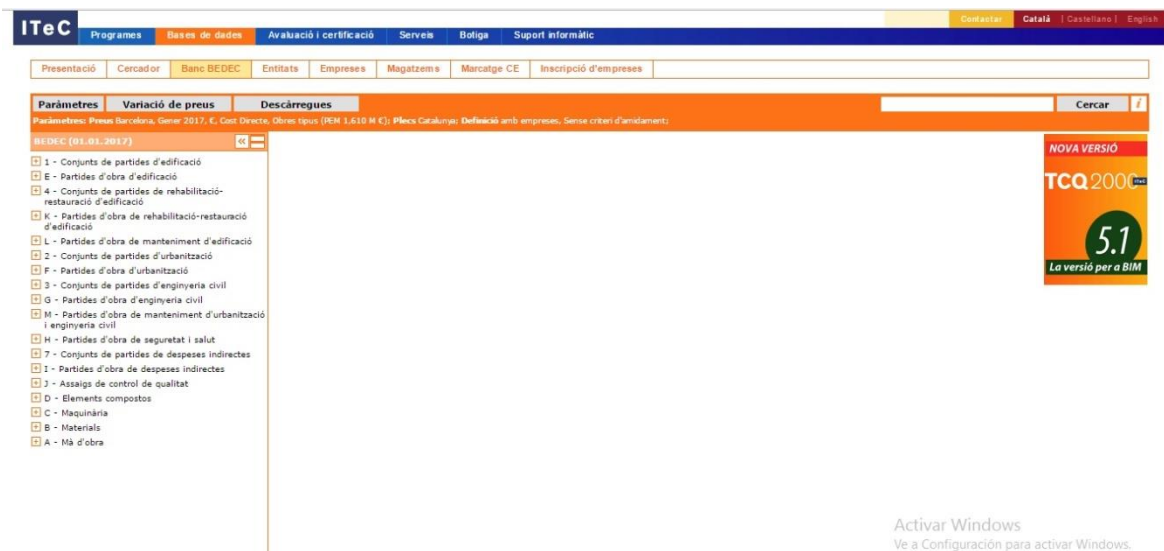 Contactar Català | Castellano | English
ITeC
Programes Bases de dades Avaluació i certificació Serveis Botiga Suport informàtic
Presentació Cercador Banc BEDEC Entitats Empreses Magatzems Marcatge CE Inscripció d'empreses
Paràmetres Variació de preus Descàrregues Cercar i
Paràmetres: Preus Barcelona, Gener 2017, €, Cost Directe, Obres tipus (PEM 1,610 M €); Plecs Catalunya; Definició amb empreses, Sense criteri d'amidament;
BEDEC (01.01.2017) «
1 - Conjunts de partides d'edificació
E - Partides d'obra d'edificació
4 - Conjunts de partides de rehabilitació-
restauració d'edificació
K - Partides d'obra de rehabilitació-restauració
d'edificació
L - Partides d'obra de manteniment d'edificació
2 - Conjunts de partides d'urbanització
F - Partides d'obra d'urbanització
3 - Conjunts de partides d'enginyeria civil
G - Partides d'obra d'enginyeria civil
M - Partides d'obra de manteniment d'urbanització
i enginyeria civil
H - Partides d'obra de seguretat i salut
7 - Conjunts de partides de despeses indirectes
I - Partides d'obra de despeses indirectes
J - Assaigs de control de qualitat
D - Elements compostos
C - Maquinària
B - Materials
A - Mà d'obra
NOVA VERSIÓ
TCQ2000 ITeC
5.1
La versió per a BIM
Activar Windows
Ve a Configuración para activar Windows.